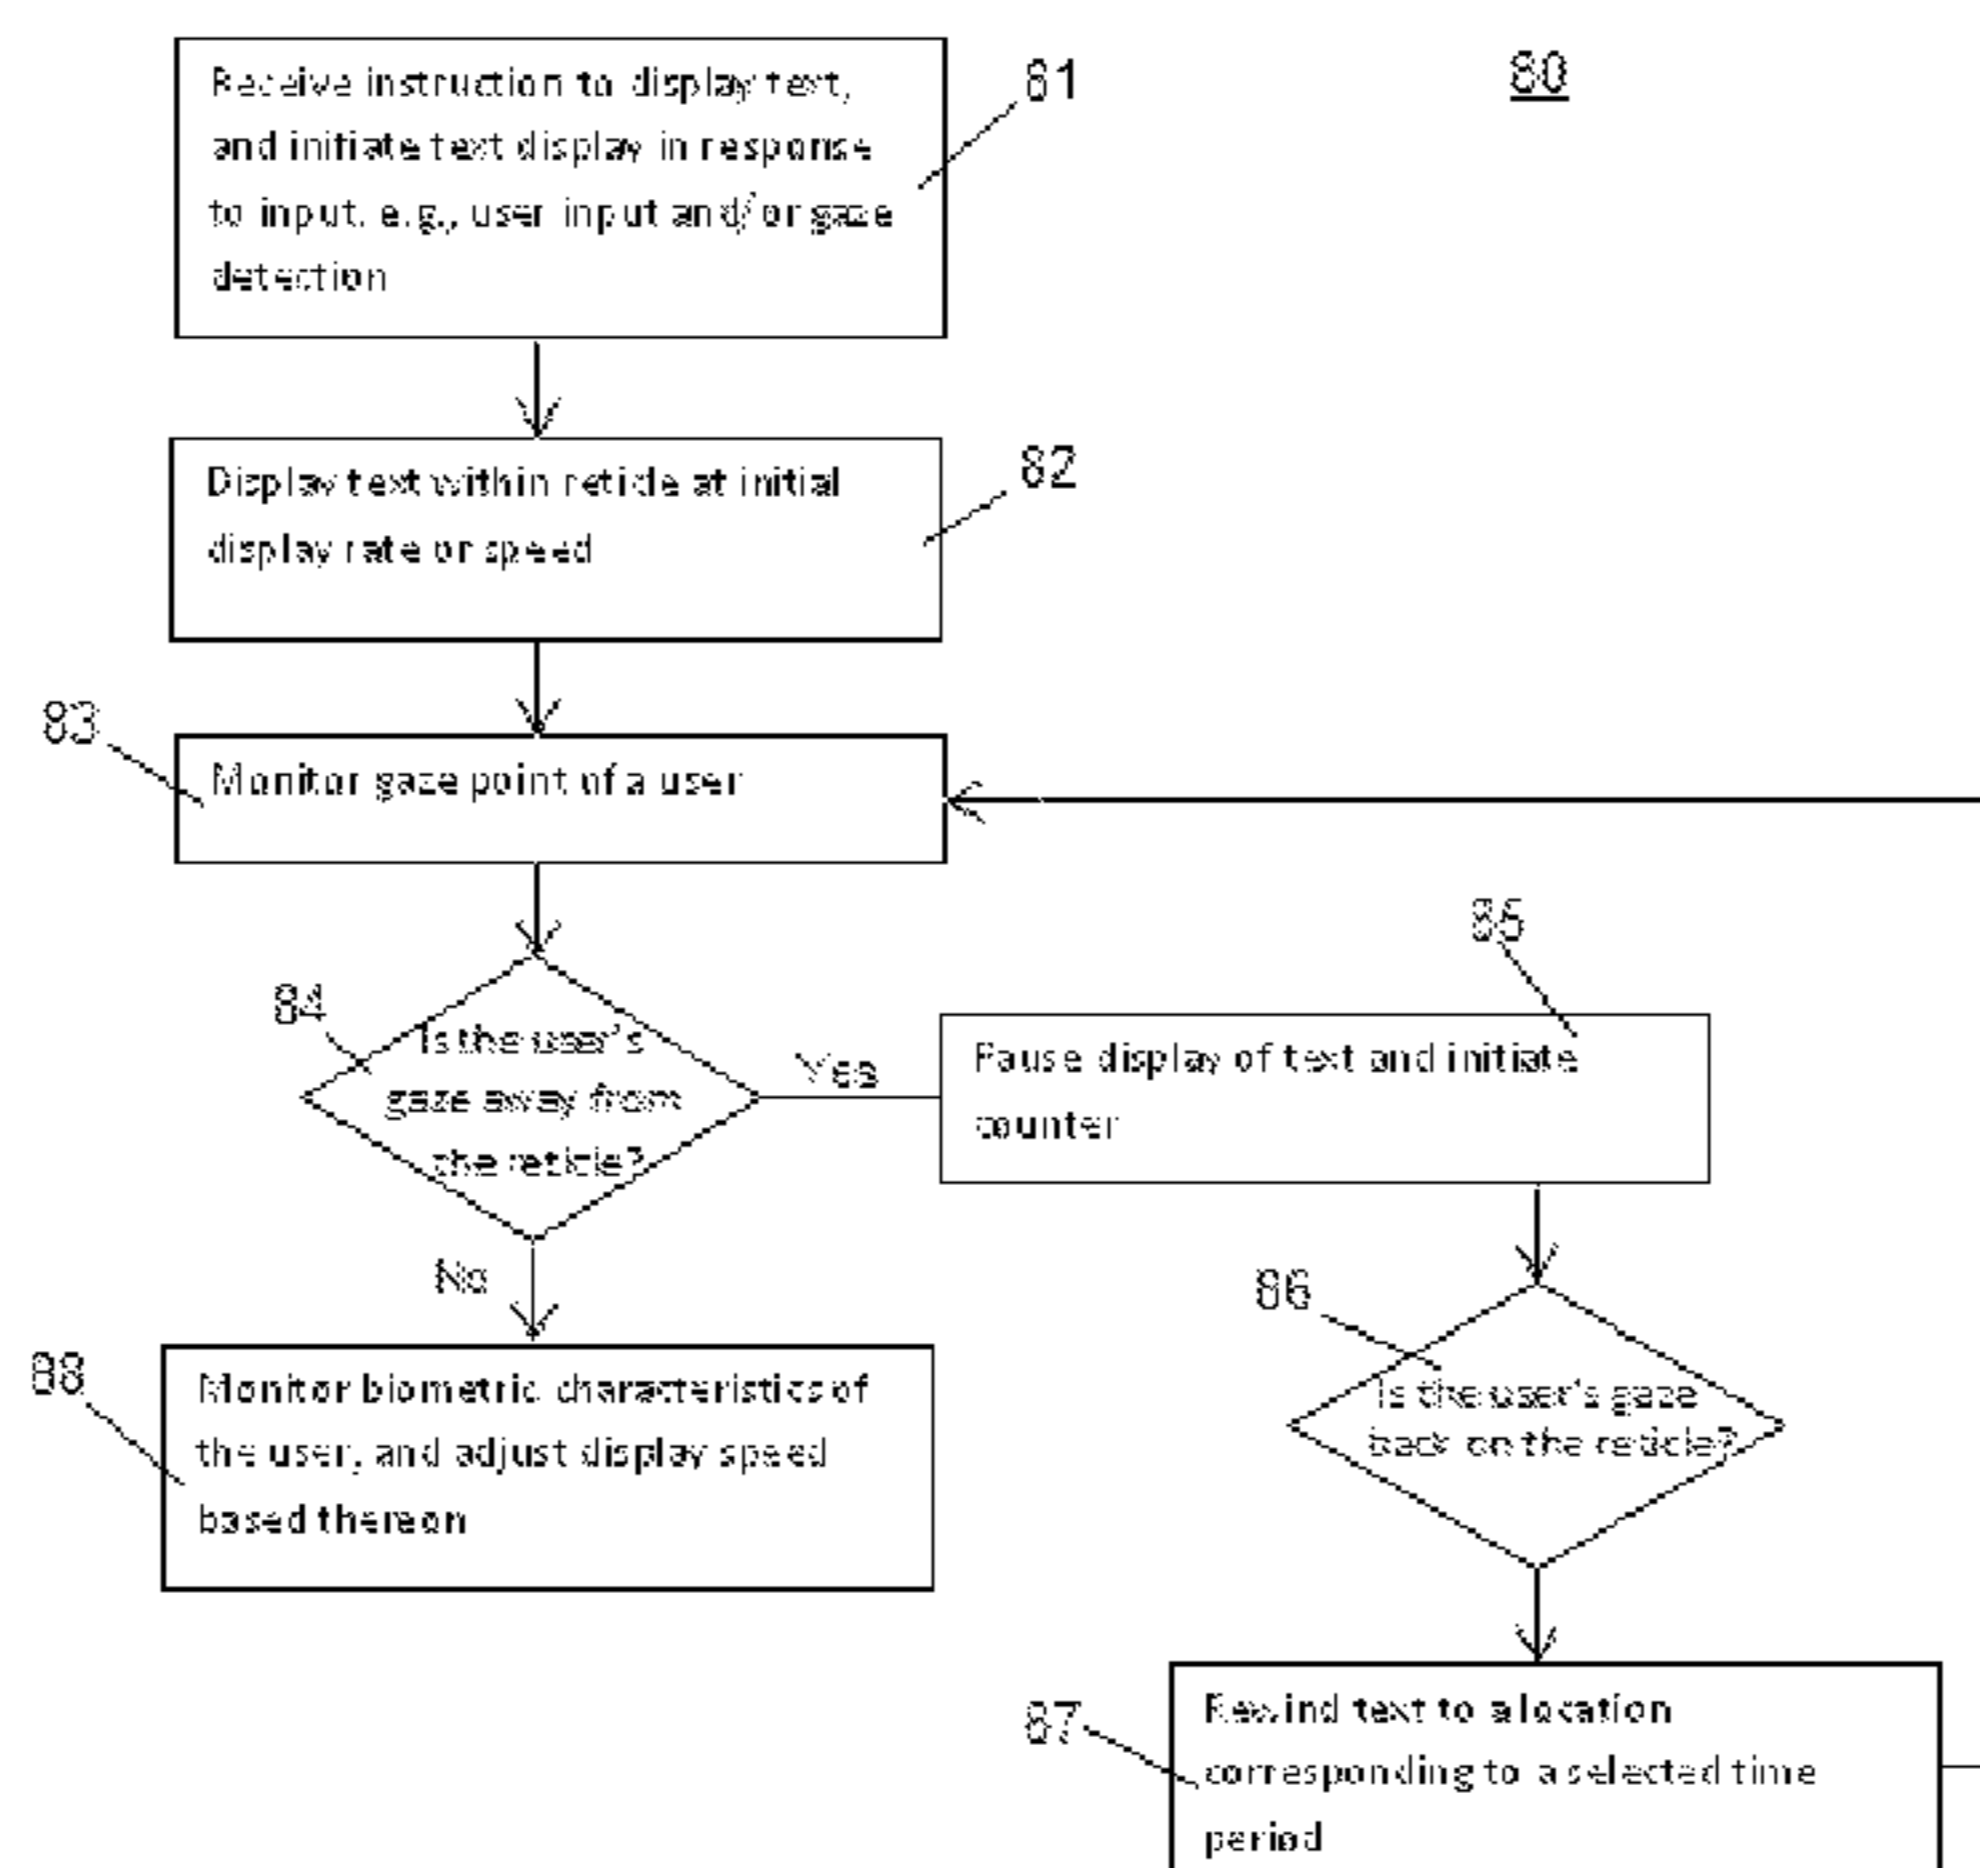 Receive instruction to display text,
and initiate text display in response
to input. e.g., user input and/or gaze
detection
81
80
Display text within reticle at initial
display rate or speed
82
83
Monitor gaze point of a user
84
Is the user's
gaze away from
the reticle?
Yes
85
Pause display of text and initiate
counter
No
86
Is the user's gaze
back on the reticle?
88
Monitor biometric characteristics of
the user, and adjust display speed
based thereon
87
Rewind text to a location
corresponding to a selected time
period